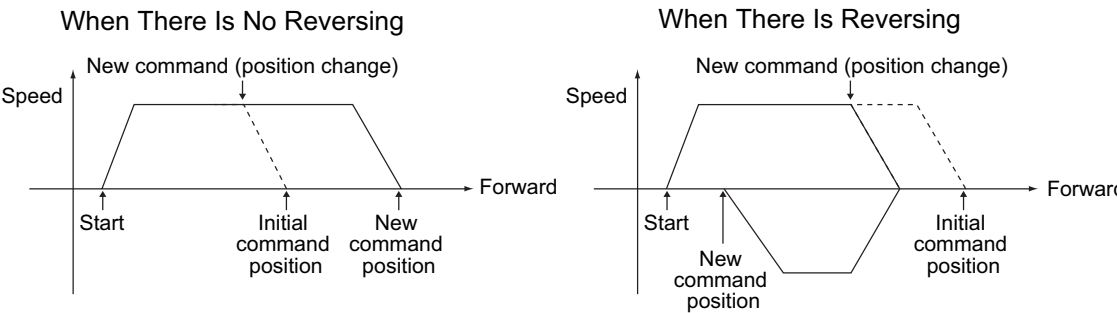 When There Is No Reversing
New command (position change)
Speed
Forward
Start
Initial
command
position
New
command
position
When There Is Reversing
New command (position change)
Speed
Forward
Start
New
command
position
Initial
command
position